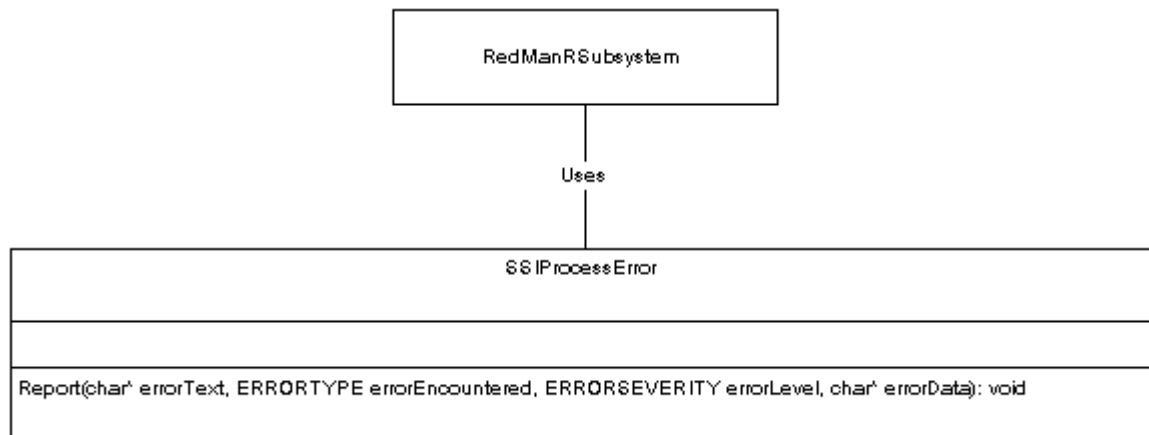 RedManRSubsystem
Uses
SSIProcessError
Report(char* errorText, ERRORTYPE errorEncountered, ERRORSEVERITY errorLevel, char* errorData): void